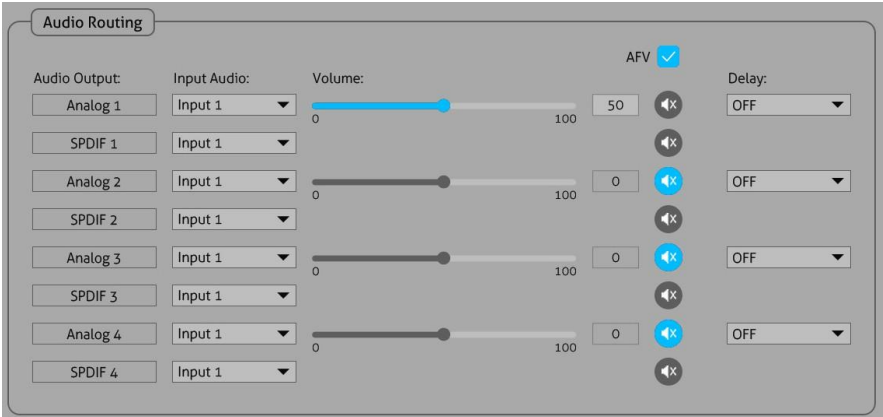 Audio Routing
AFV
Audio Output: Input Audio: Volume: Delay:
Analog 1 Input 1 50 OFF
0 100
SPDIF 1 Input 1
Analog 2 Input 1 0 OFF
0 100
SPDIF 2 Input 1
Analog 3 Input 1 0 OFF
0 100
SPDIF 3 Input 1
Analog 4 Input 1 0 OFF
0 100
SPDIF 4 Input 1